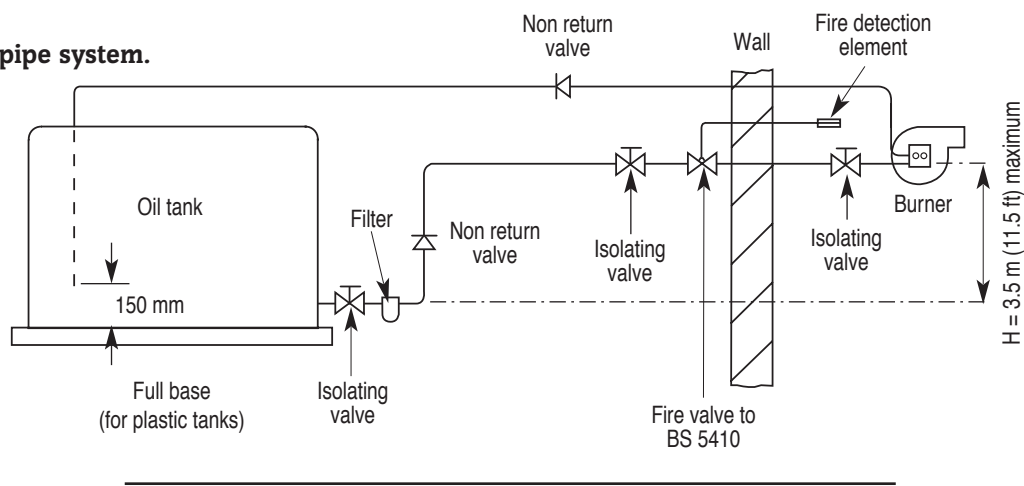 pipe system.
Non return
valve
Wall
Fire detection
element
Oil tank
Filter
Non return
valve
Isolating
valve
Isolating
valve
Burner
H = 3.5 m (11.5 ft) maximum
150 mm
Full base
(for plastic tanks)
Isolating
valve
Fire valve to
BS 5410